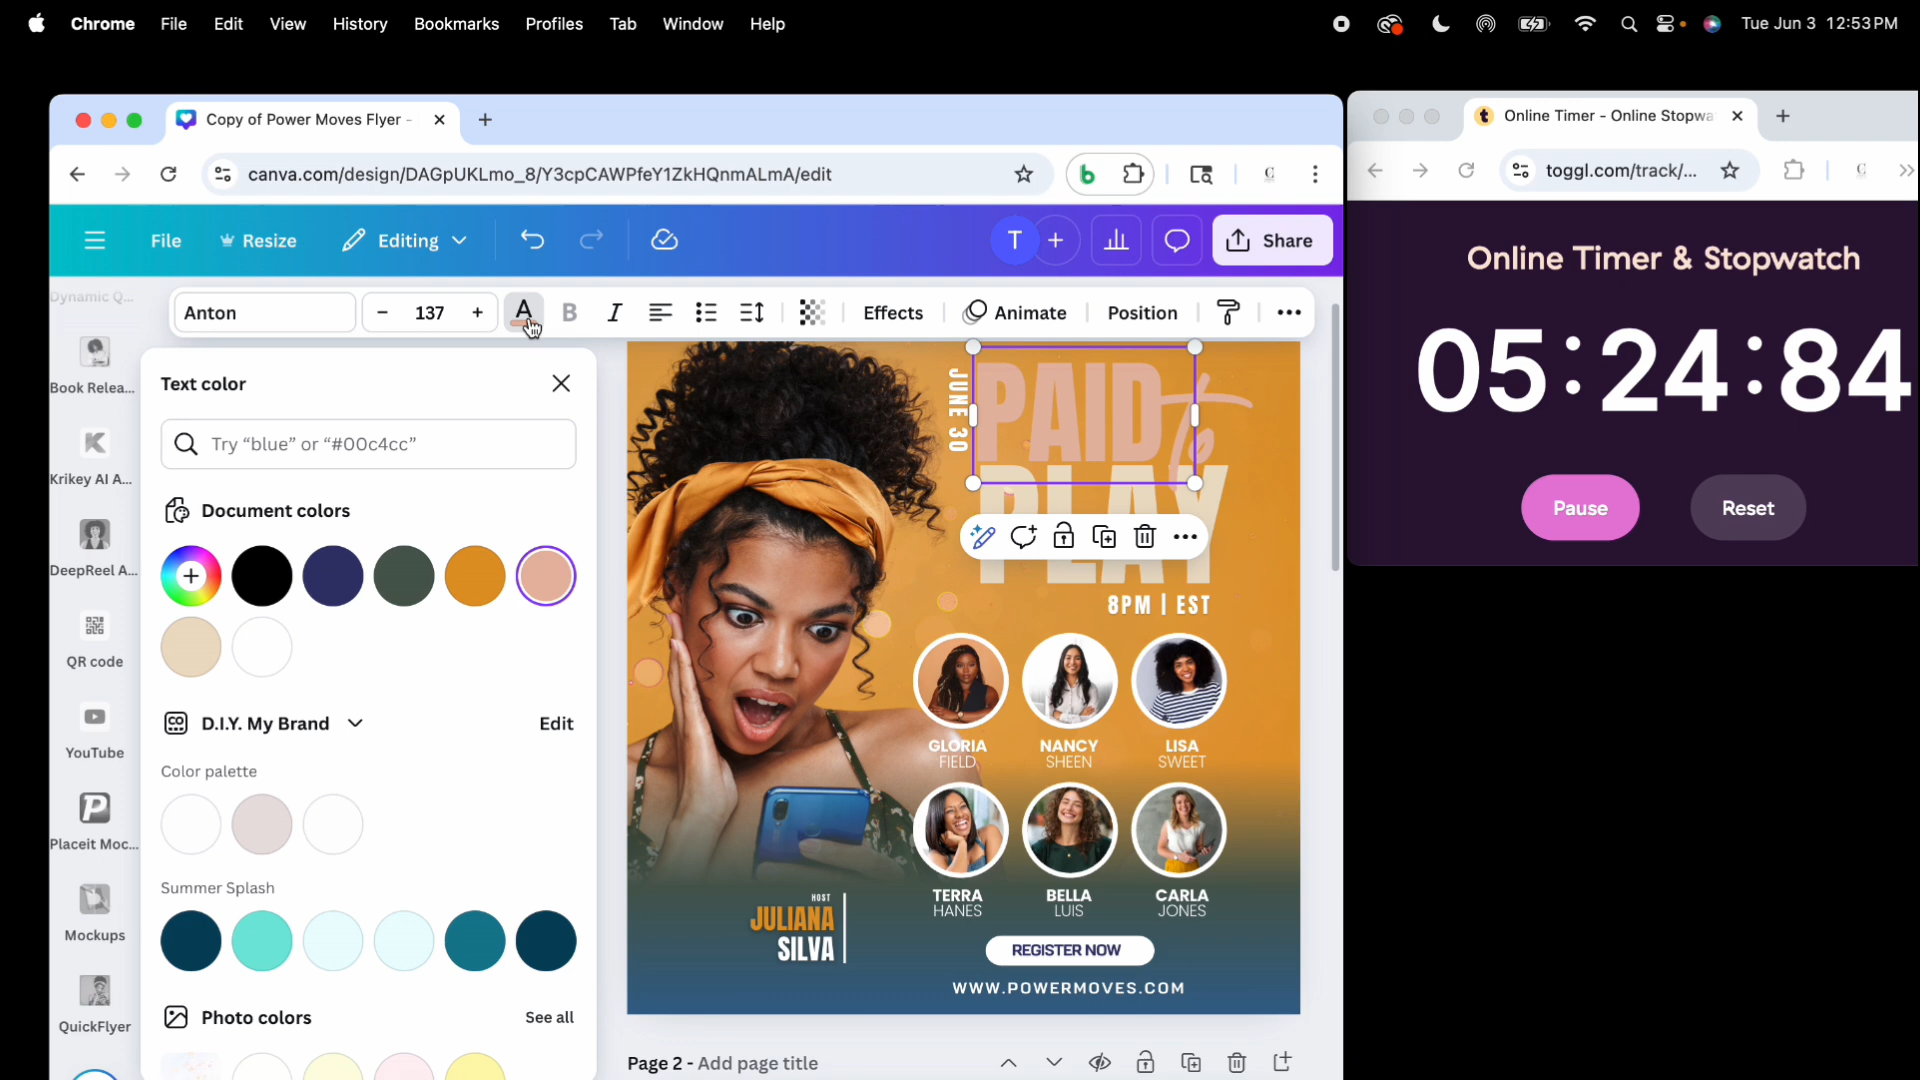 Chrome File Edit View History Bookmarks Profiles Tab Window Help
Tue Jun 3 12:53 PM
Copy of Power Moves Flyer -
canva.com/design/DAGpUKLmo_8/Y3cpCAWPfeY1ZkHQnmALmA/edit
File Resize Editing
T
Share
Anton
- 137 +
A B I
Effects Animate Position
Dynamic Q...
Book Relea...
Krikey AI A...
DeepReel A...
QR code
YouTube
Placeit Moc...
Mockups
QuickFlyer
Text color
Try “blue” or “#00c4cc”
Document colors
D.I.Y. My Brand
Edit
Color palette
Summer Splash
Photo colors
See all
JUNE 30
PAID
to
PLAY
8PM | EST
GLORIA
FIELD
NANCY
SHEEN
LISA
SWEET
TERRA
HANES
BELLA
LUIS
CARLA
JONES
HOST
JULIANA
SILVA
REGISTER NOW
WWW.POWERMOVES.COM
Page 2 - Add page title
Online Timer - Online Stopwa
toggl.com/track/...
Online Timer & Stopwatch
05:24:84
Pause
Reset